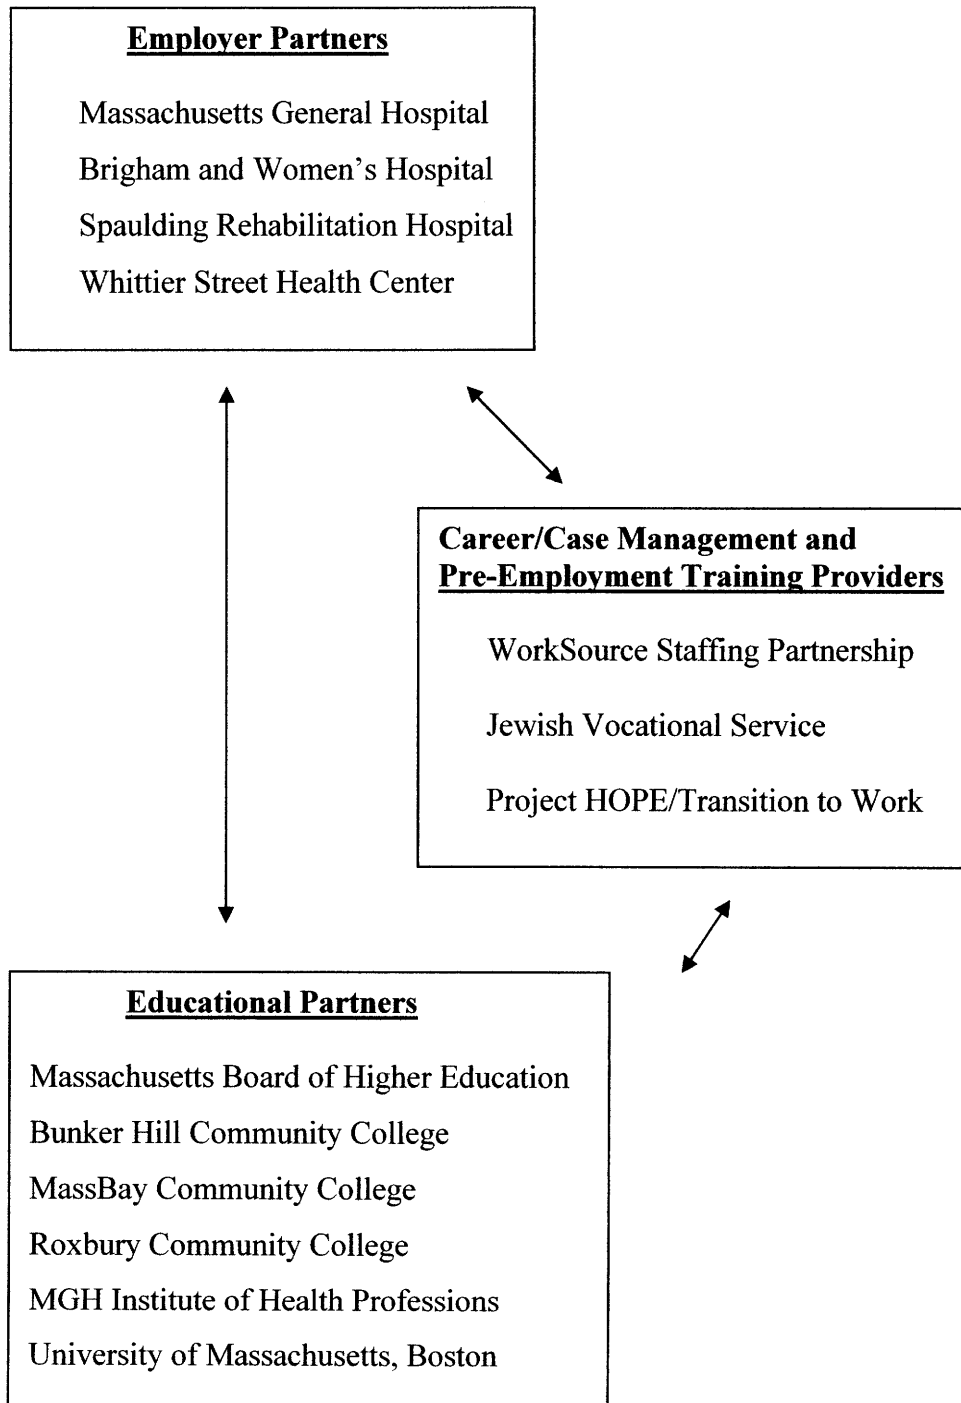 Employer Partners
Massachusetts General Hospital
Brigham and Women's Hospital
Spaulding Rehabilitation Hospital
Whittier Street Health Center
Career/Case Management and
Pre-Employment Training Providers
WorkSource Staffing Partnership
Jewish Vocational Service
Project HOPE/Transition to Work
Educational Partners
Massachusetts Board of Higher Education
Bunker Hill Community College
MassBay Community College
Roxbury Community College
MGH Institute of Health Professions
University of Massachusetts, Boston